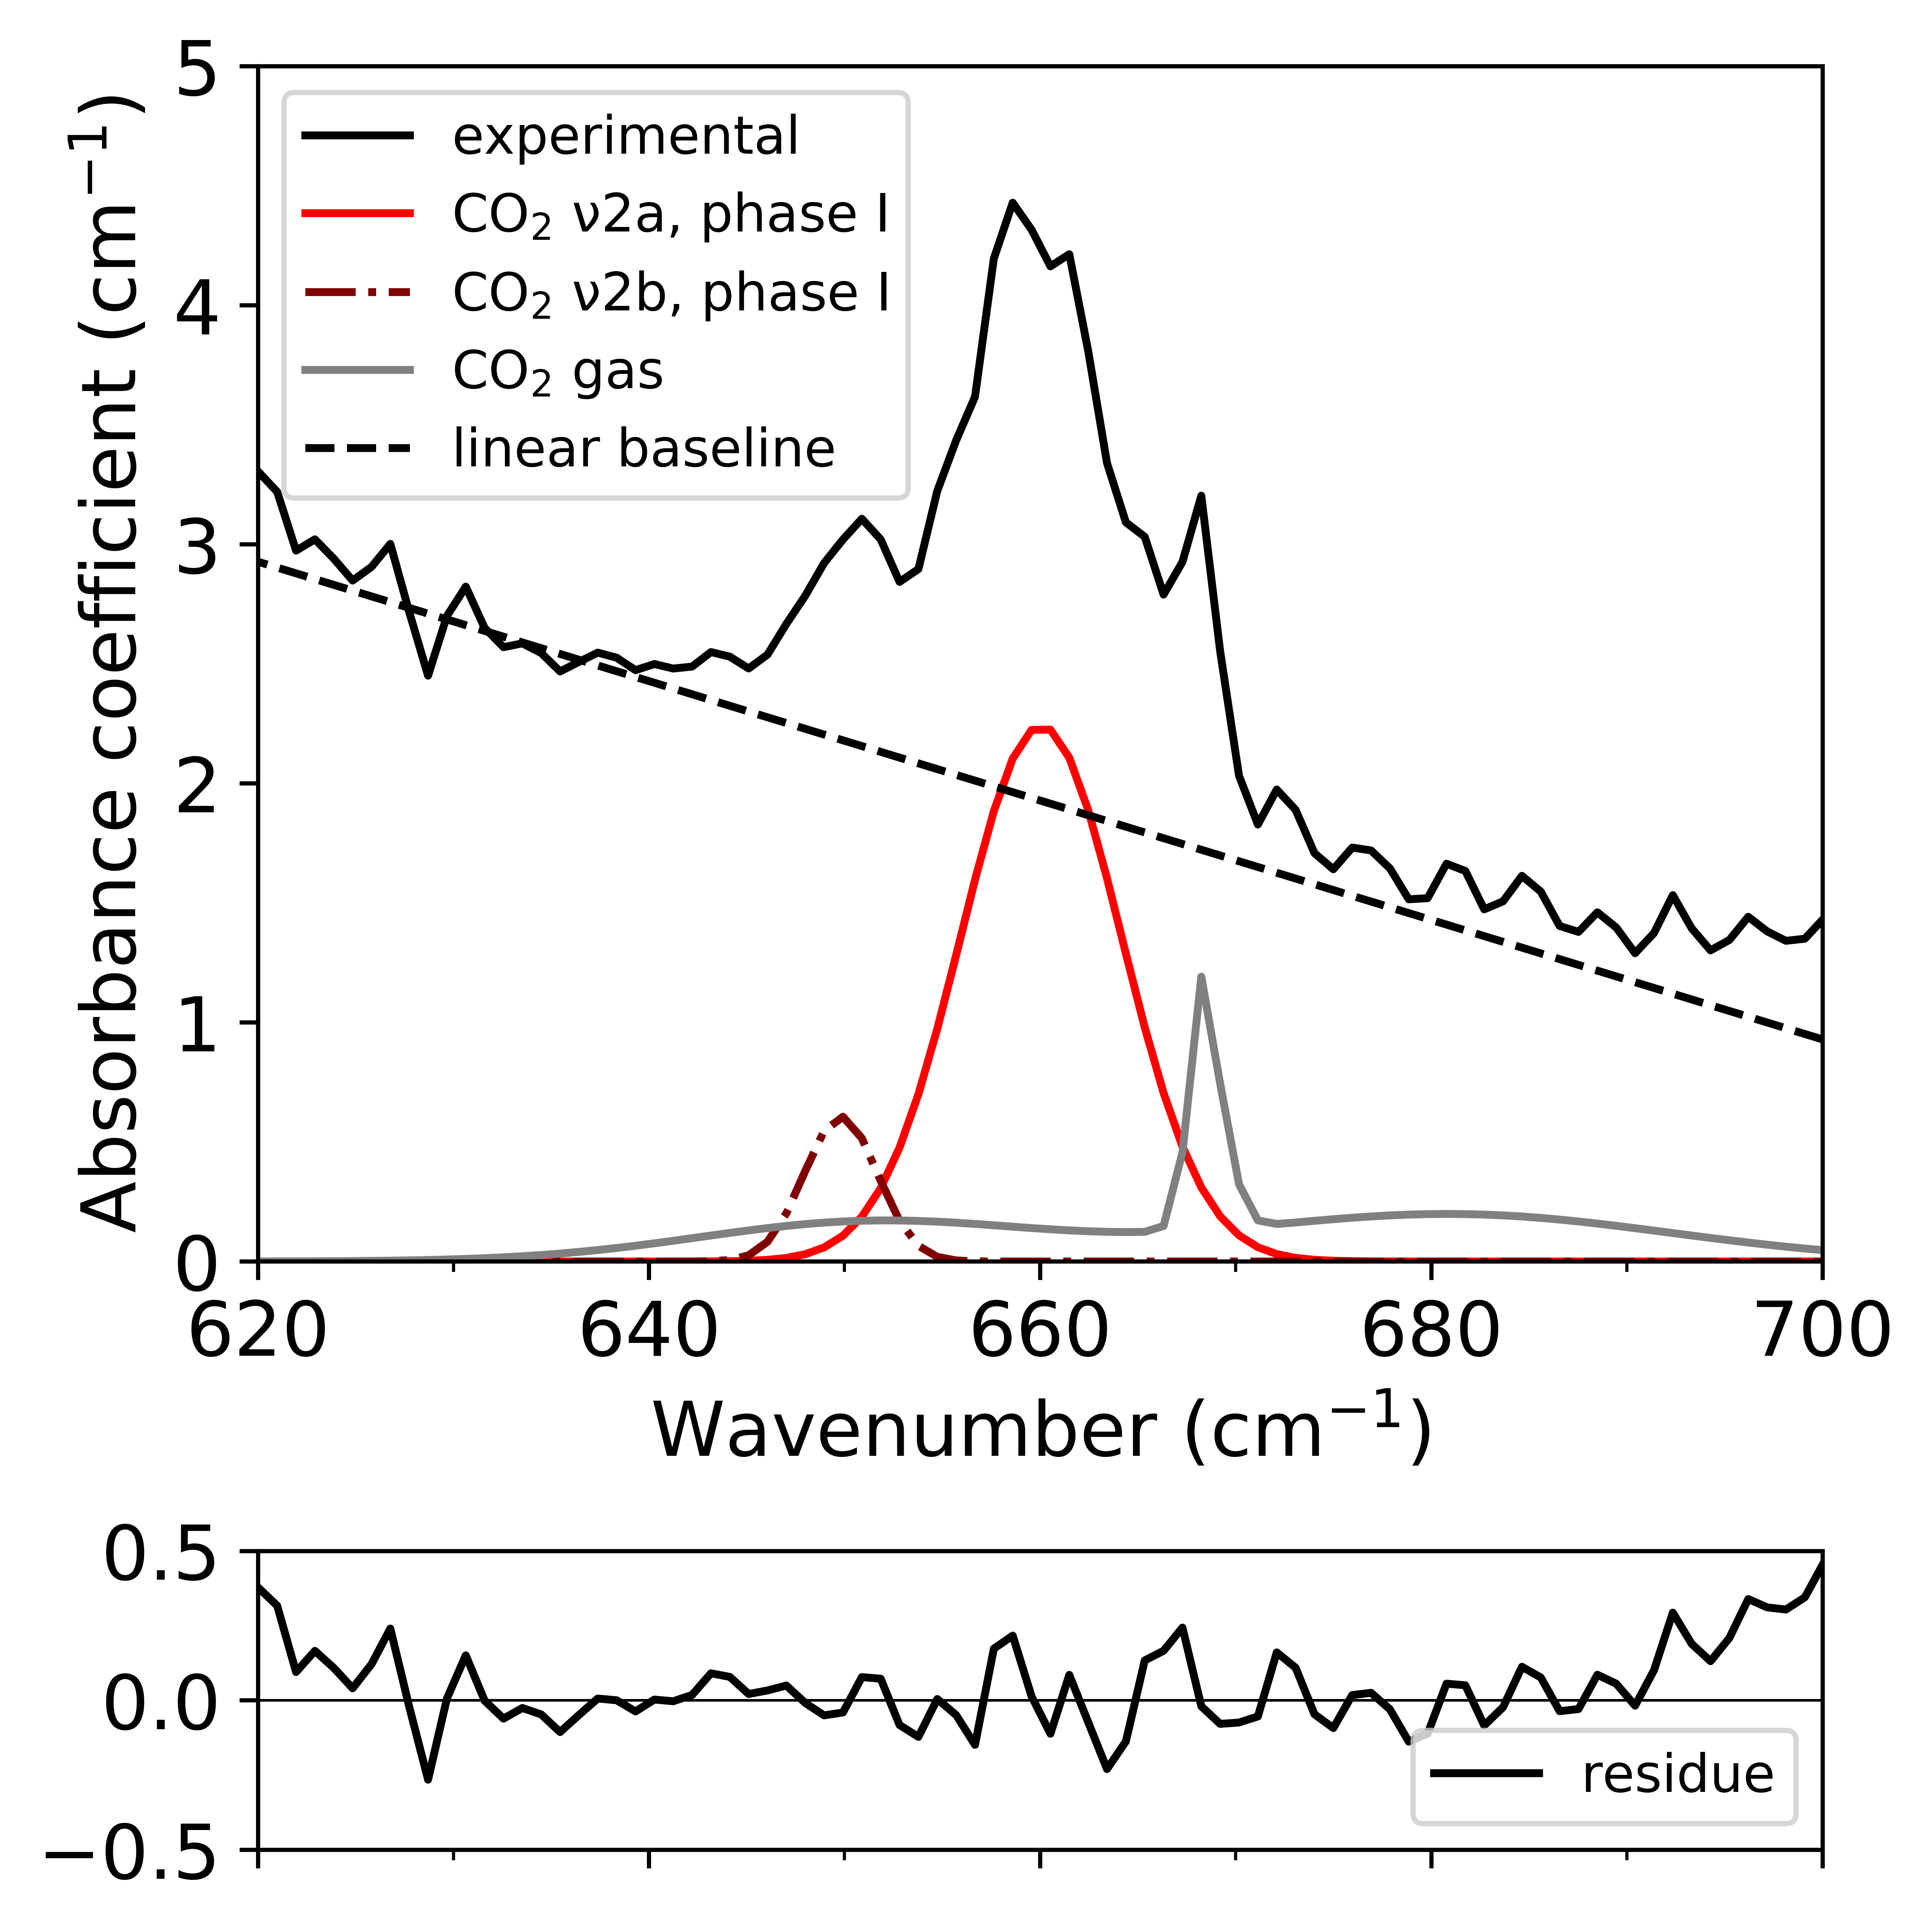 Absorbance coefficient (cm⁻¹)
5
4
3
2
1
0
experimental
CO₂ ν2a, phase I
CO₂ ν2b, phase I
CO₂ gas
linear baseline
620 640 660 680 700
Wavenumber (cm⁻¹)
0.5
0.0
−0.5
residue